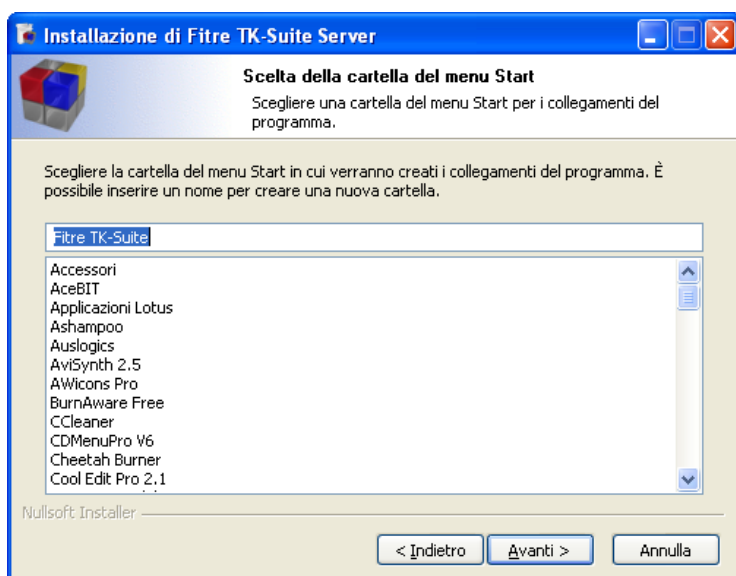 Installazione di Fitre TK-Suite Server
Scelta della cartella del menu Start
Scegliere una cartella del menu Start per i collegamenti del
programma.
Scegliere la cartella del menu Start in cui verranno creati i collegamenti del programma. È
possibile inserire un nome per creare una nuova cartella.
Fitre TK-Suite
Accessori
AceBIT
Applicazioni Lotus
Ashampoo
Auslogics
AviSynth 2.5
AWicons Pro
BurnAware Free
CCleaner
CDMenuPro V6
Cheetah Burner
Cool Edit Pro 2.1
Nullsoft Installer
< Indietro
Avanti >
Annulla